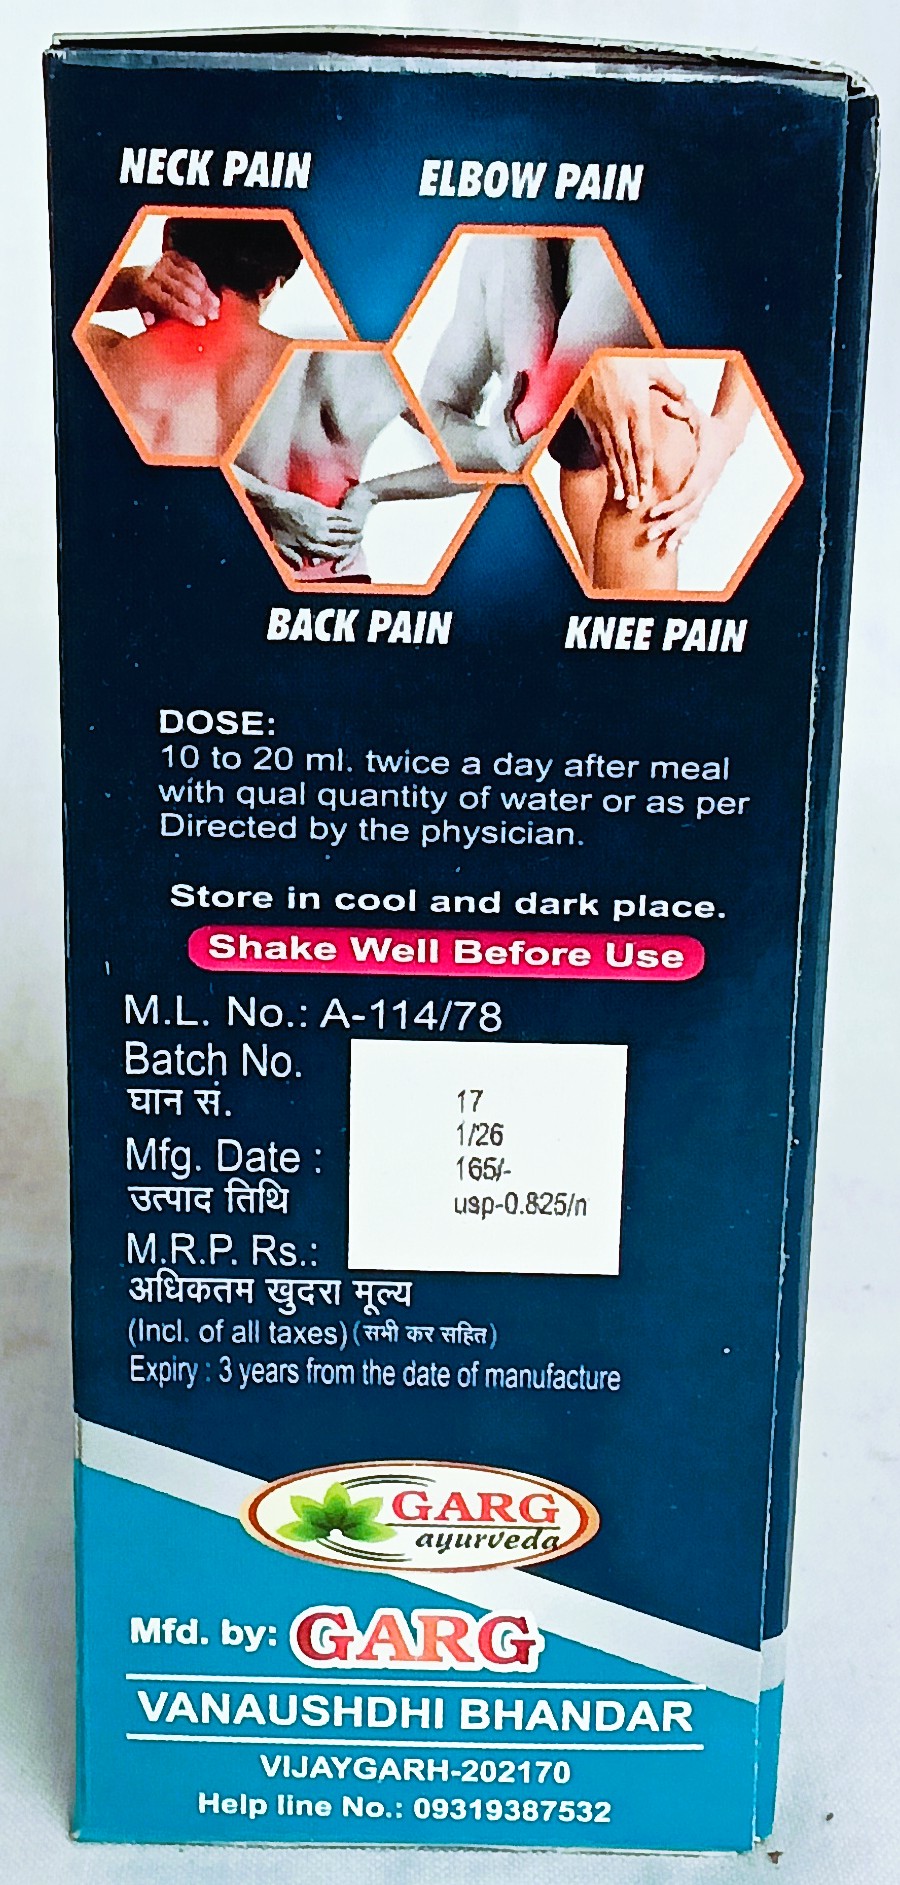 NECK PAIN
ELBOW PAIN
BACK PAIN
KNEE PAIN
DOSE:
10 to 20 ml. twice a day after meal
with qual quantity of water or as per
Directed by the physician.
Store in cool and dark place.
Shake Well Before Use
M.L. No.: A-114/78
Batch No.
घान सं.
17
1/26
Mfg. Date :
165/-
उत्पाद तिथि
usp-0.825/n
M.R.P. Rs.:
अधिकतम खुदरा मूल्य
(Incl. of all taxes) (सभी कर सहित)
Expiry : 3 years from the date of manufacture
GARG
ayurveda
Mfd. by: GARG
VANAUSHDHI BHANDAR
VIJAYGARH-202170
Help line No.: 09319387532